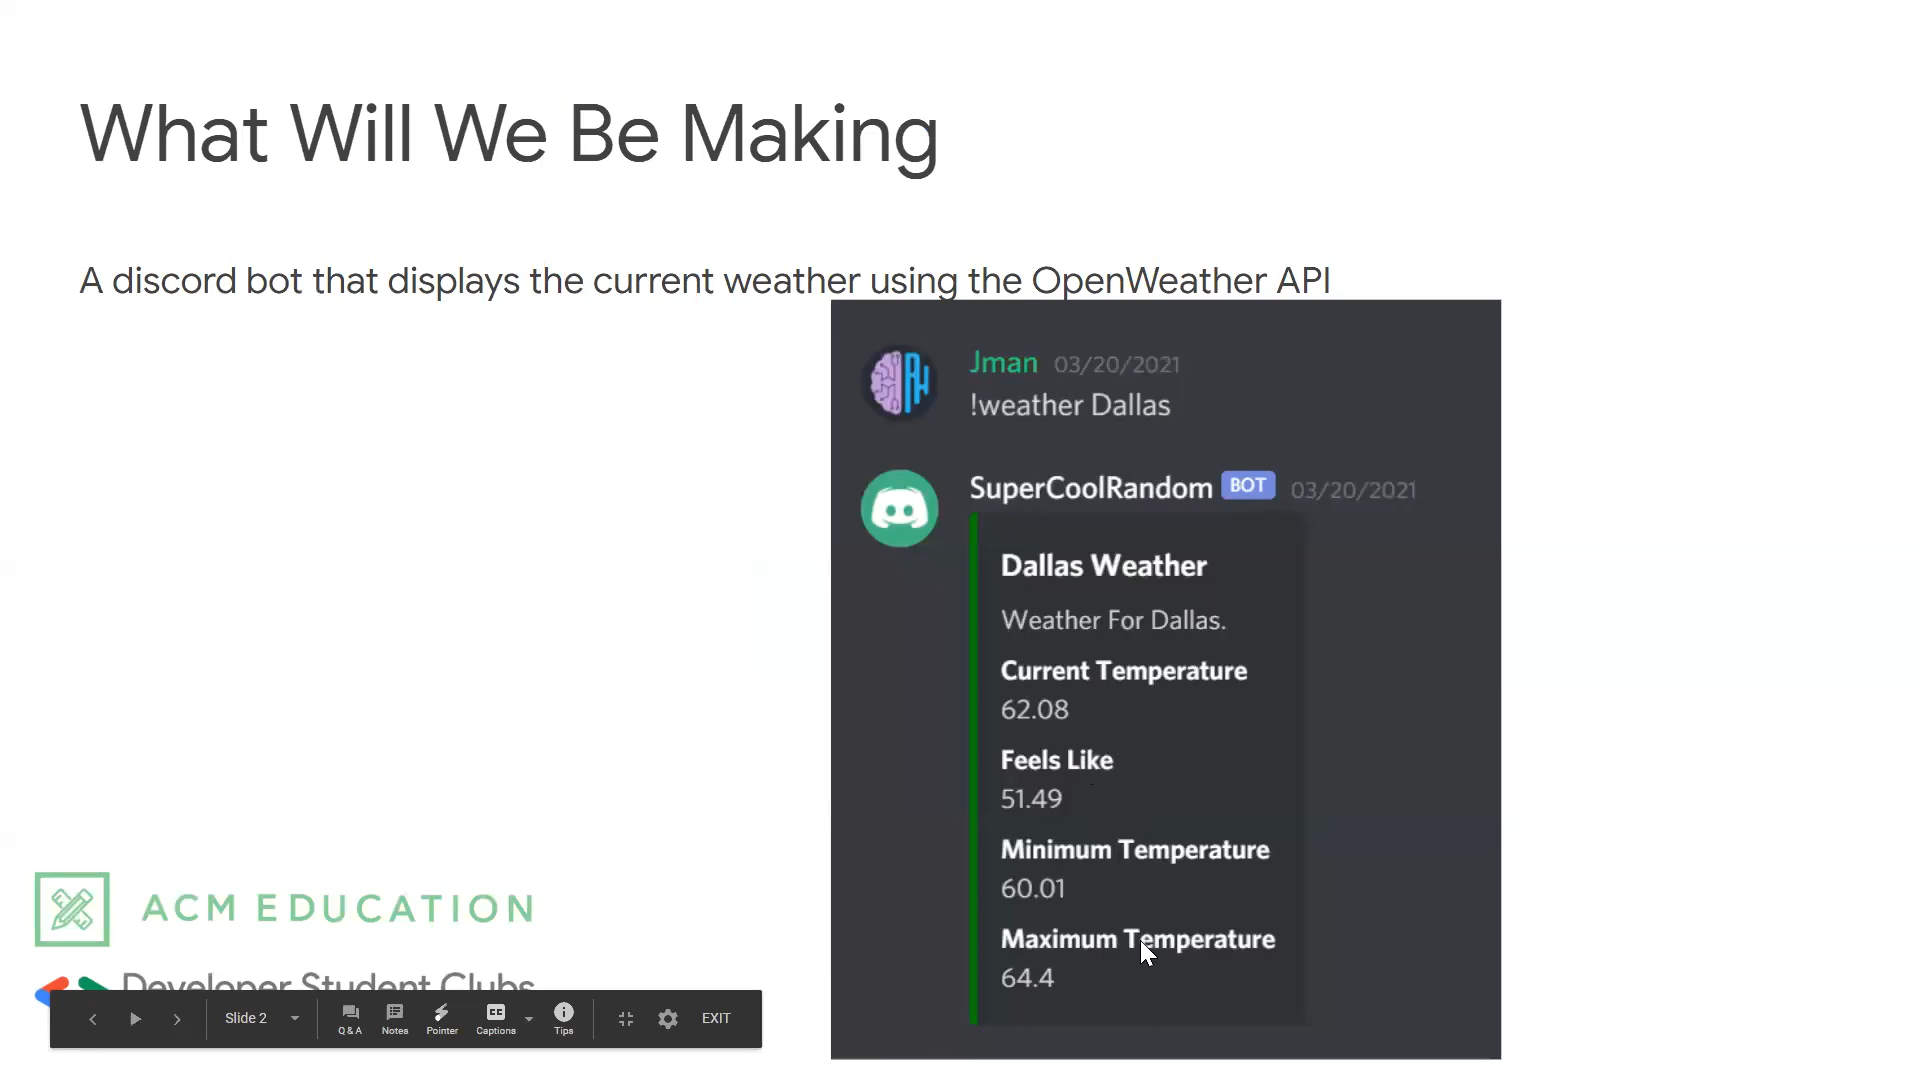 What Will We Be Making
A discord bot that displays the current weather using the OpenWeather API
Jman 03/20/2021
!weather Dallas
SuperCoolRandom BOT 03/20/2021
Dallas Weather
Weather For Dallas.
Current Temperature
62.08
Feels Like
51.49
Minimum Temperature
60.01
Maximum Temperature
64.4
ACM EDUCATION
Developer Student Clubs
Slide 2
Q & A
Notes
Pointer
Captions
Tips
EXIT